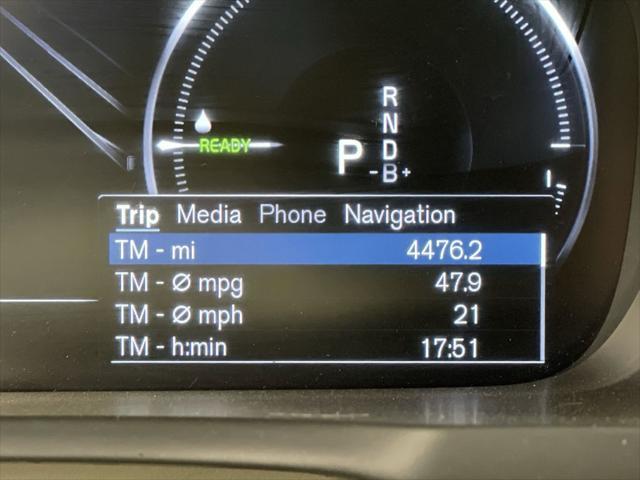 R
N
READY
P D
-B+
Trip Media Phone Navigation
TM - mi 4476.2
TM - Ø mpg 47.9
TM - Ø mph 21
TM - h:min 17:51